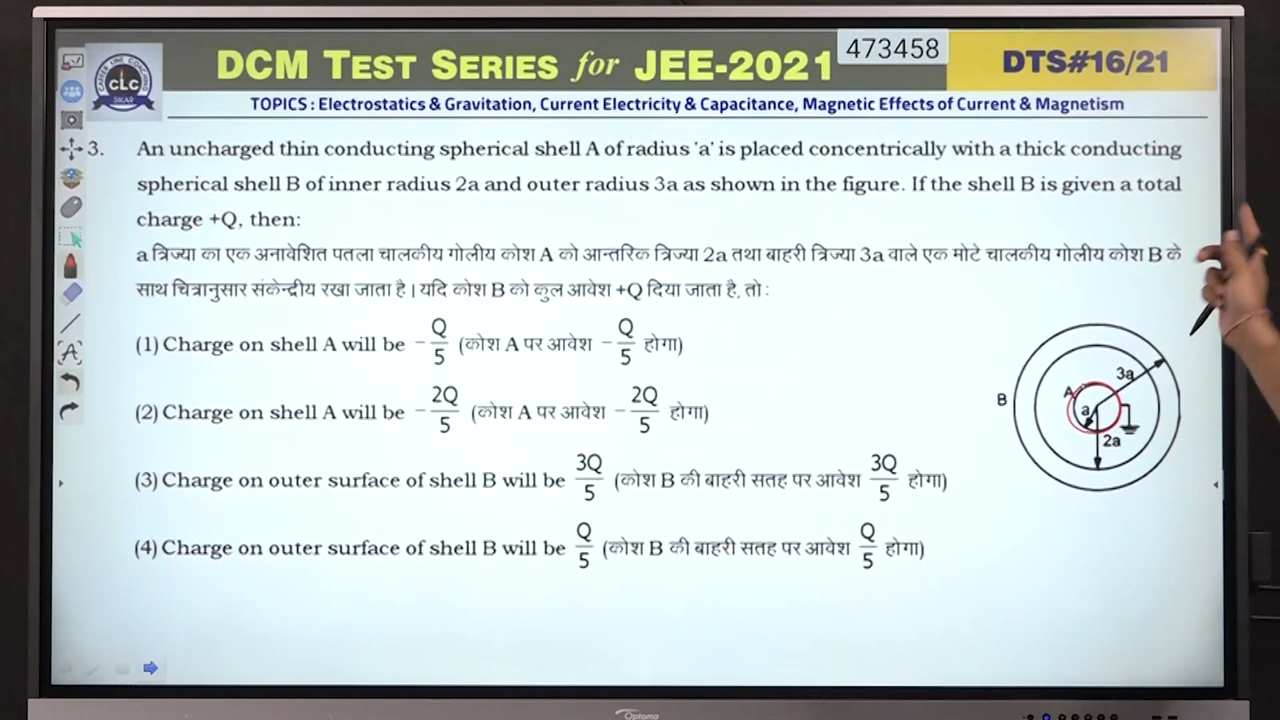 DCM TEST SERIES for JEE-2021
473458
DTS#16/21
CLC
SIKAR
TOPICS : Electrostatics & Gravitation, Current Electricity & Capacitance, Magnetic Effects of Current & Magnetism
3. An uncharged thin conducting spherical shell A of radius 'a' is placed concentrically with a thick conducting
spherical shell B of inner radius 2a and outer radius 3a as shown in the figure. If the shell B is given a total
charge +Q, then:
a त्रिज्या का एक अनावेशित पतला चालकीय गोलीय कोश A को आन्तरिक त्रिज्या 2a तथा बाहरी त्रिज्या 3a वाले एक मोटे चालकीय गोलीय कोश B के
साथ चित्रानुसार संकेन्द्रीय रखा जाता है। यदि कोश B को कुल आवेश +Q दिया जाता है, तो :
(1) Charge on shell A will be -Q/5 (कोश A पर आवेश -Q/5 होगा)
(2) Charge on shell A will be -2Q/5 (कोश A पर आवेश -2Q/5 होगा)
(3) Charge on outer surface of shell B will be 3Q/5 (कोश B की बाहरी सतह पर आवेश 3Q/5 होगा)
(4) Charge on outer surface of shell B will be Q/5 (कोश B की बाहरी सतह पर आवेश Q/5 होगा)
3a
A
B
a
2a
Optoma